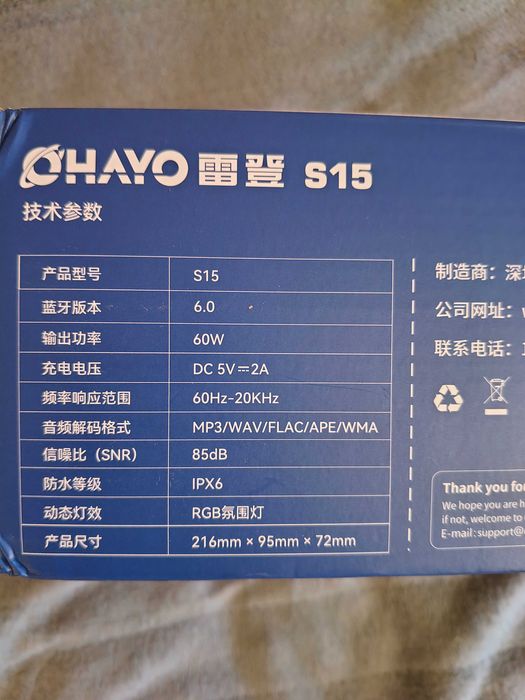 OHAYO 雷登 S15
技术参数
产品型号 S15
蓝牙版本 6.0
输出功率 60W
充电电压 DC 5V⎓2A
频率响应范围 60Hz-20KHz
音频解码格式 MP3/WAV/FLAC/APE/WMA
信噪比（SNR） 85dB
防水等级 IPX6
动态灯效 RGB氛围灯
产品尺寸 216mm × 95mm × 72mm
制造商：深
公司网址：
联系电话：
Thank you for
We hope you are
if not, welcome to
E-mail:support@